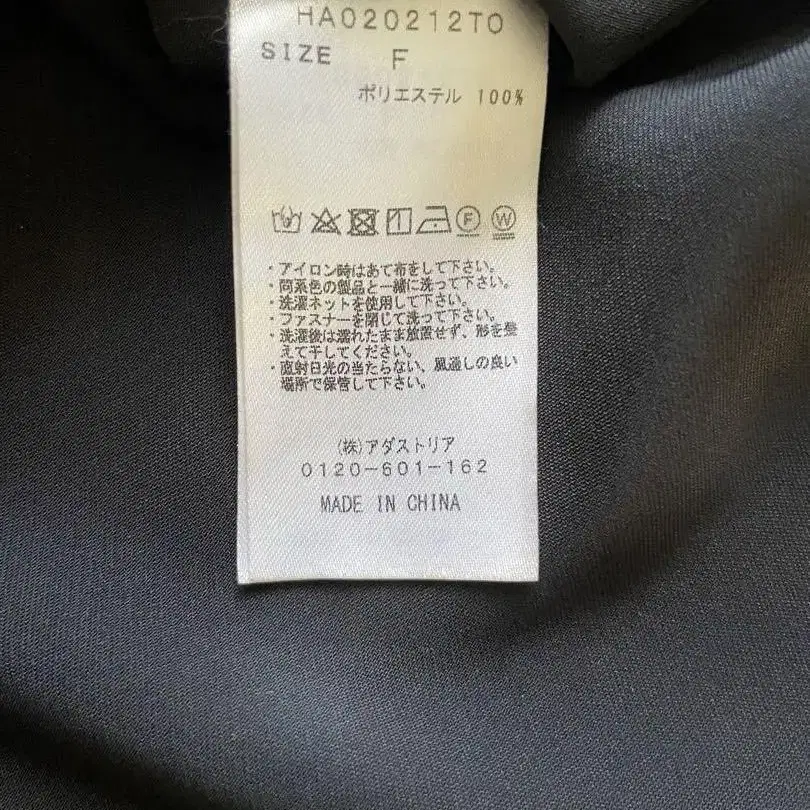 HA020212TO
SIZE F
ポリエステル 100%
F W
・アイロン時はあて布をして下さい。
・同系色の製品と一緒に洗って下さい。
・洗濯ネットを使用して下さい。
・ファスナーを閉じて洗って下さい。
・洗濯後は濡れたまま放置せず、形を整
えて干してください。
・直射日光の当たらない、風通しの良い
場所で保管して下さい。
(株)アダストリア
0120-601-162
MADE IN CHINA